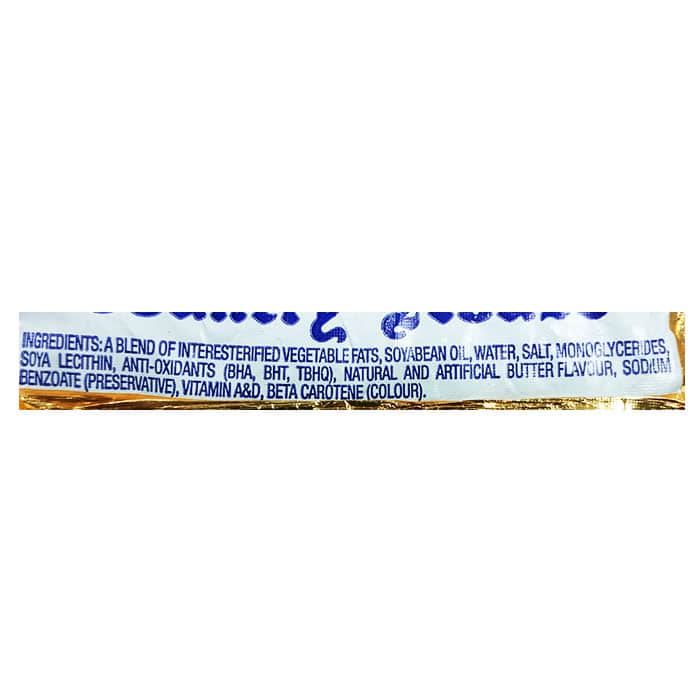 INGREDIENTS: A BLEND OF INTERESTERIFIED VEGETABLE FATS, SOYABEAN OIL, WATER, SALT, MONOGLYCERIDES,
SOYA LECITHIN, ANTI-OXIDANTS (BHA, BHT, TBHQ), NATURAL AND ARTIFICIAL BUTTER FLAVOUR, SODIUM
BENZOATE (PRESERVATIVE), VITAMIN A&D, BETA CAROTENE (COLOUR).